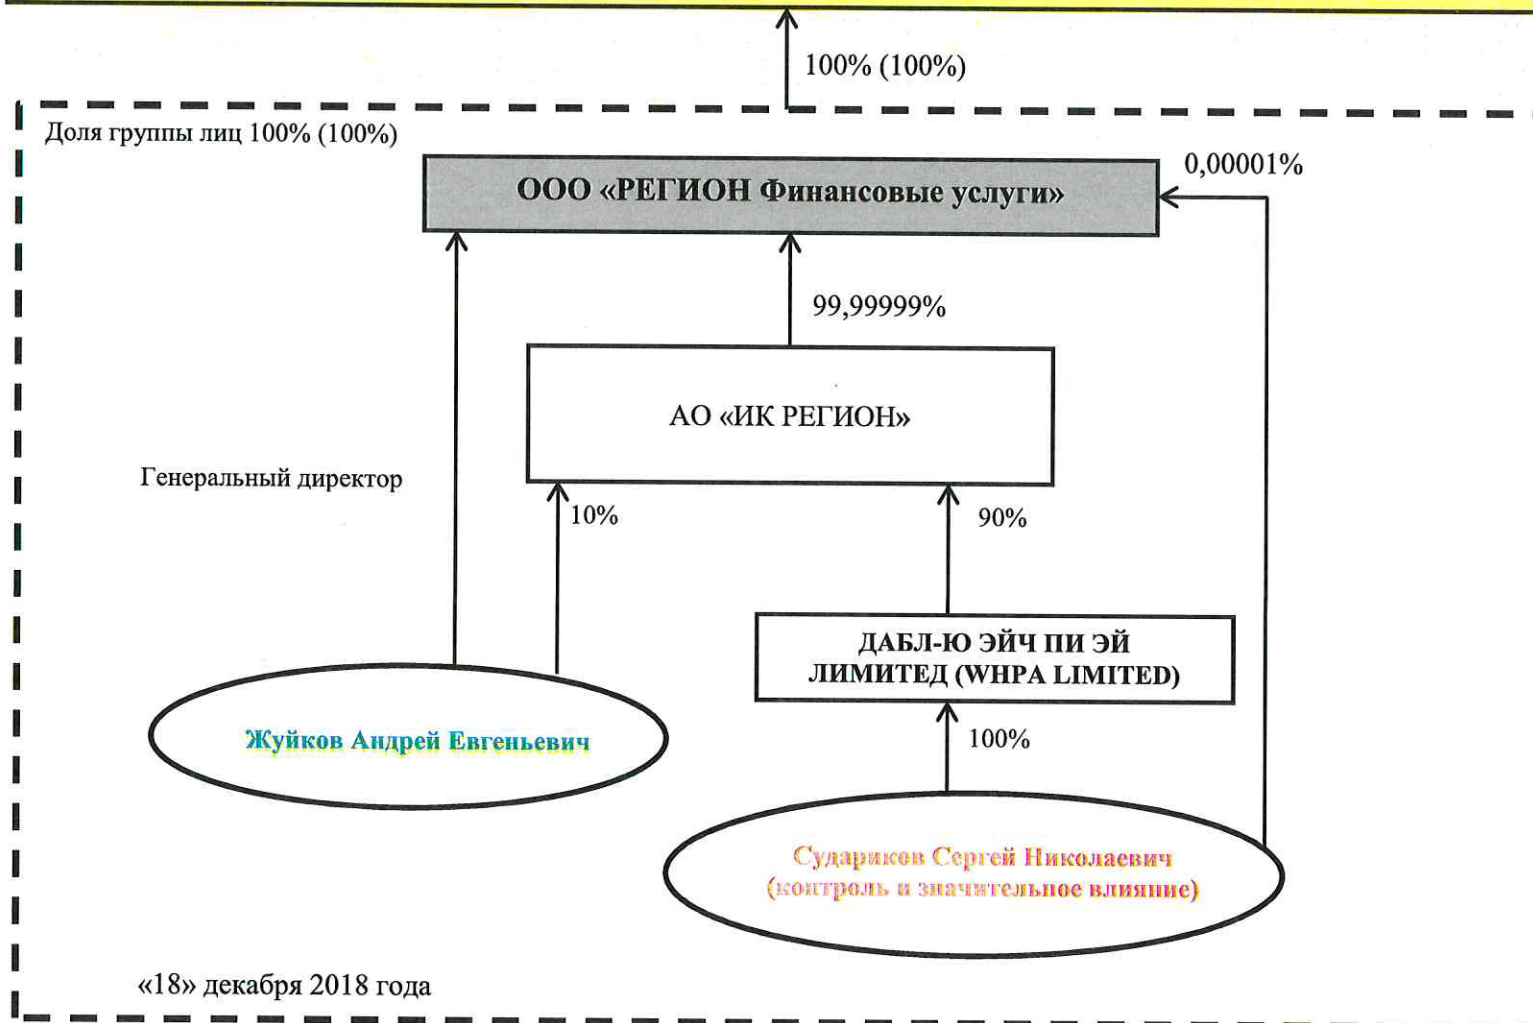 100% (100%)
Доля группы лиц 100% (100%)
0,00001%
ООО «РЕГИОН Финансовые услуги»
99,99999%
АО «ИК РЕГИОН»
Генеральный директор
10%
90%
ДАБЛ-Ю ЭЙЧ ПИ ЭЙ
ЛИМИТЕД (WHPA LIMITED)
Жуйков Андрей Евгеньевич
100%
Судариков Сергей Николаевич
(контроль и значительное влияние)
«18» декабря 2018 года